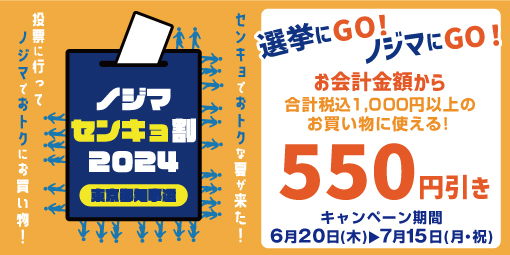 投票に行って
ノジマでおトクにお買い物!
ノジマ
センキョ割
2024
東京都知事選
センキョでおトクな夏が来た!
選挙にGO!
ノジマにGO!
お会計金額から
合計税込1,000円以上の
お買い物に使える!
550円引き
キャンペーン期間
6月20日(木)▶7月15日(月・祝)